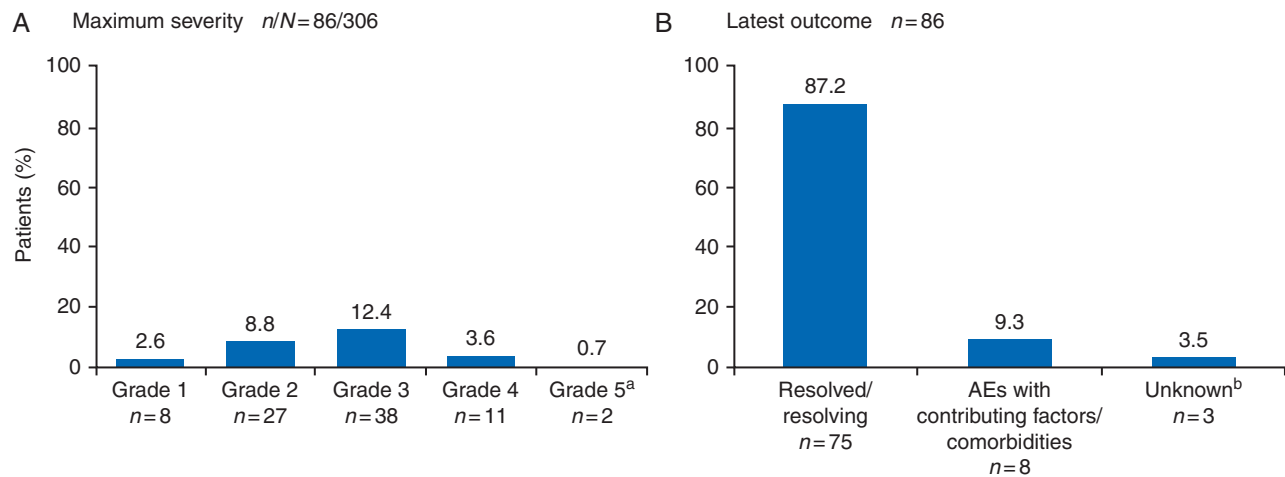 A Maximum severity n/N=86/306
Patients (%)
100
80
60
40
20
0
2.6
8.8
12.4
3.6
0.7
Grade 1
n=8
Grade 2
n=27
Grade 3
n=38
Grade 4
n=11
Grade 5a
n=2
B Latest outcome n=86
100
80
60
40
20
0
87.2
9.3
3.5
Resolved/
resolving
n=75
AEs with
contributing factors/
comorbidities
n=8
Unknownb
n=3